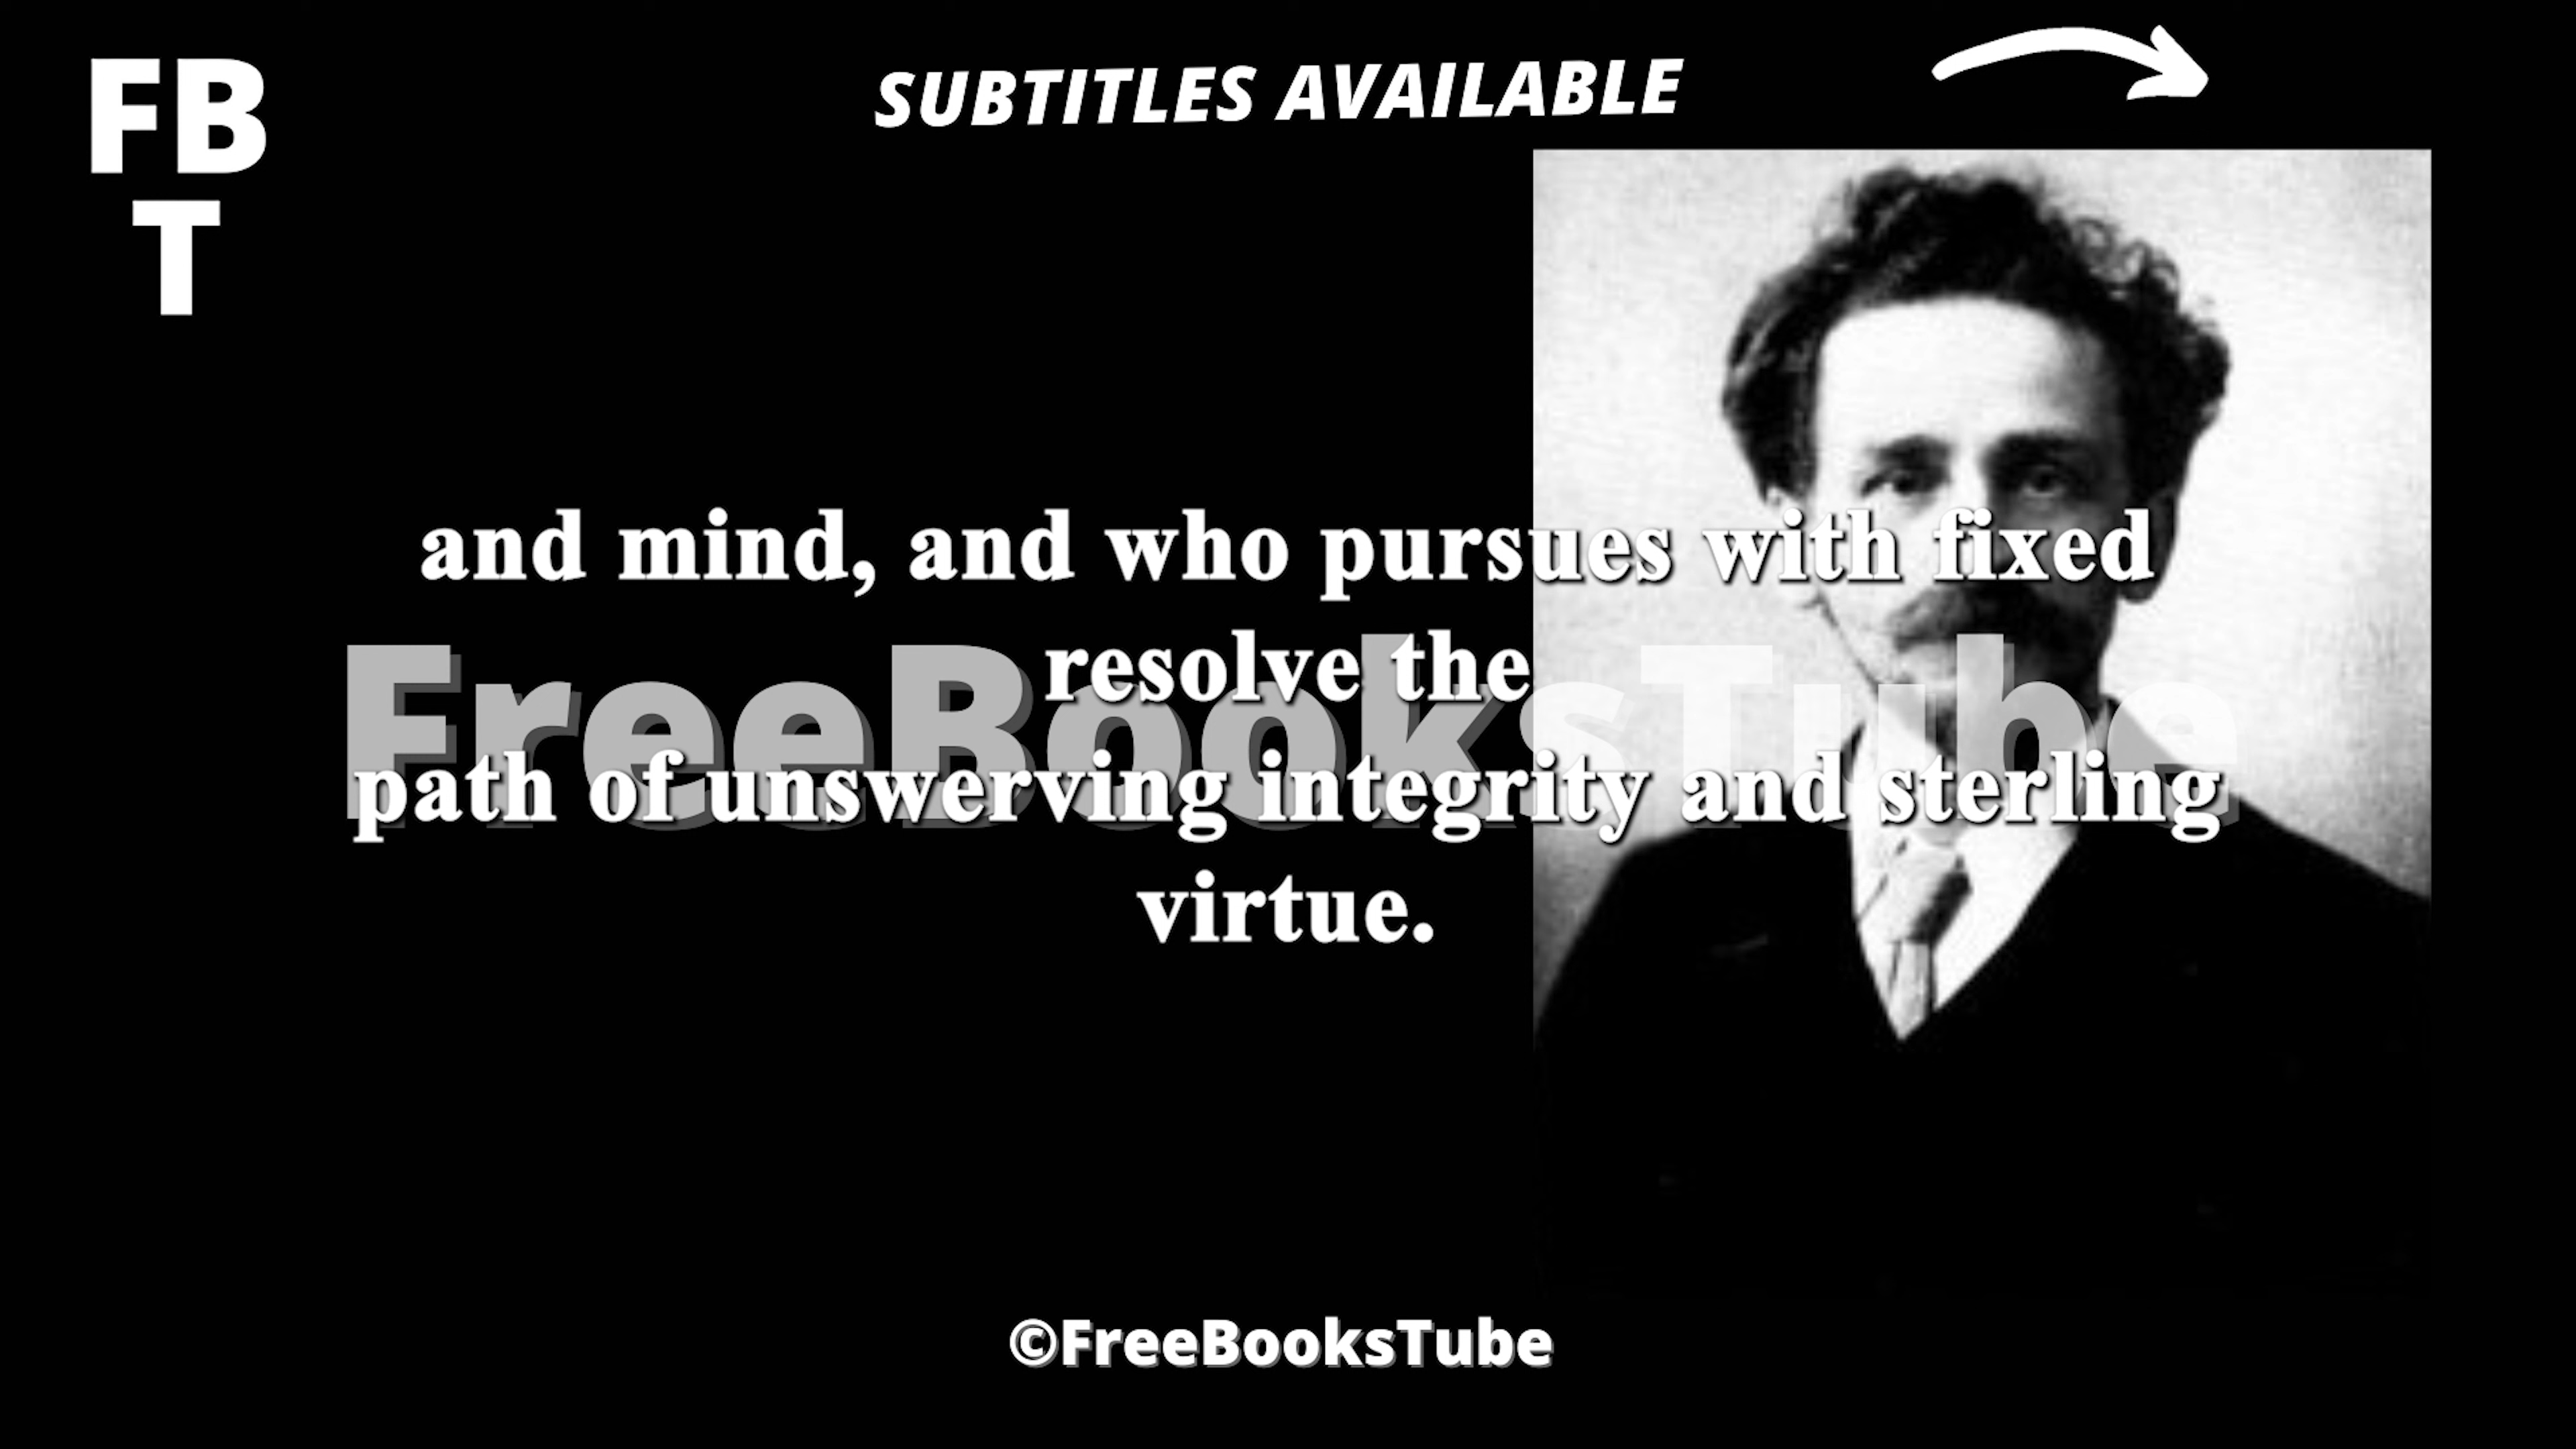 FB
T
SUBTITLES AVAILABLE
and mind, and who pursues with fixed
resolve the
FreeBooksTube
path of unswerving integrity and sterling
virtue.
©FreeBooksTube